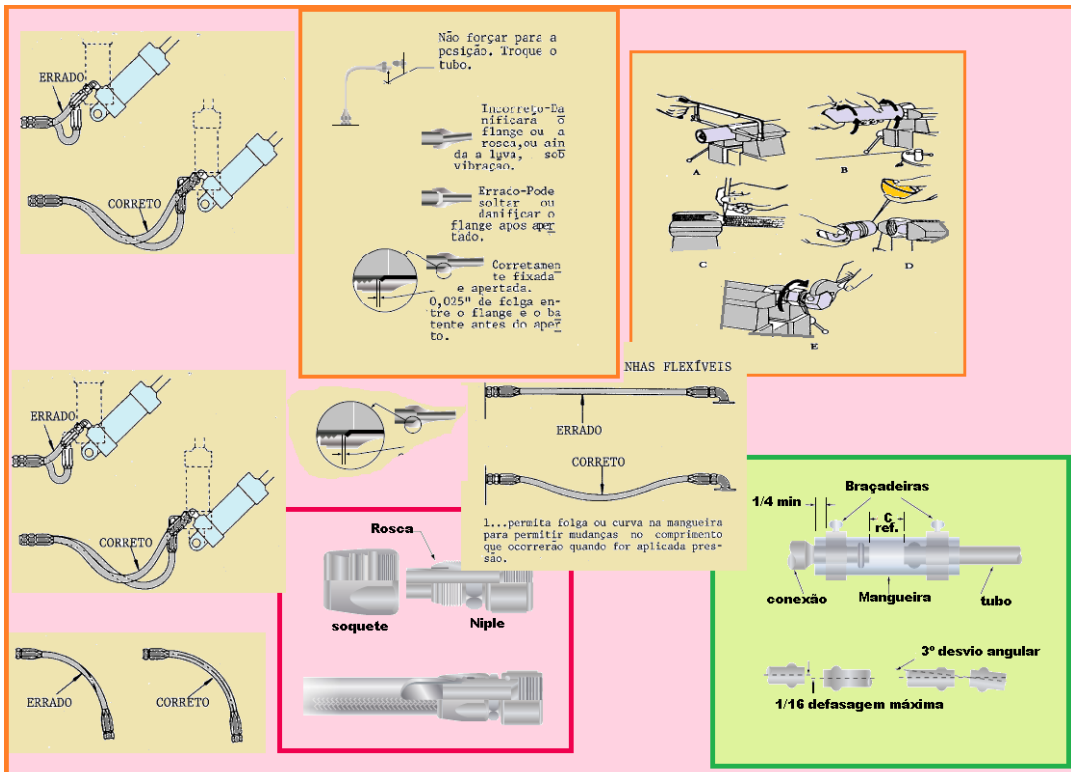 ERRADO
CORRETO
Não forçar para a
posição. Troque o
tubo.
Incorreto-Da
nificará o
flange ou a
rosca, ou ain
da a luva, sob
vibração.
Errado-Pode
soltar ou
danificar o
flange apos aper
tado.
Corretamen
te fixada
e apertada.
0,025" de folga en-
tre o flange e o ba
tente antes do aper
to.
A
B
C
D
E
ERRADO
CORRETO
NHAS FLEXÍVEIS
ERRADO
CORRETO
1...permita folga ou curva na mangueira
para permitir mudanças no comprimento
que ocorrerão quando for aplicada pres-
são.
ERRADO
CORRETO
Rosca
soquete
Niple
Braçadeiras
1/4 min
C
ref.
conexão
Mangueira
tubo
3º desvio angular
1/16 defasagem máxima